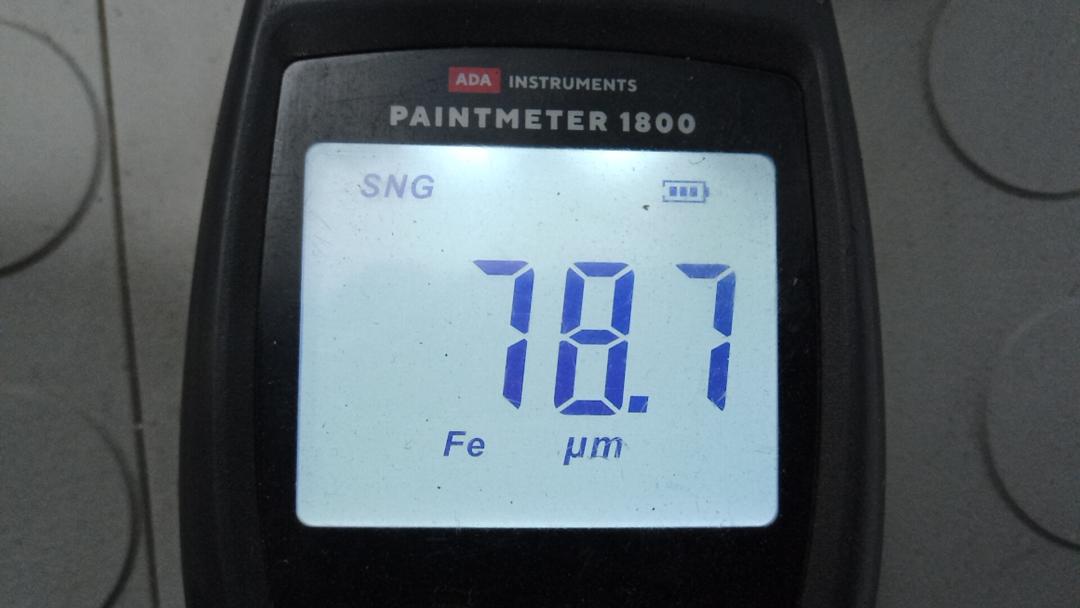 ADA INSTRUMENTS
PAINTMETER 1800
SNG
78.7
Fe µm